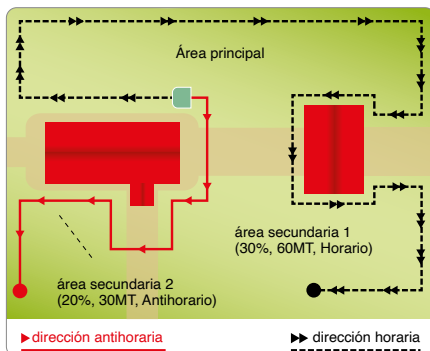 Área principal
área secundaria 1
(30%, 60MT, Horario)
área secundaria 2
(20%, 30MT, Antihorario)
dirección antihoraria
dirección horaria